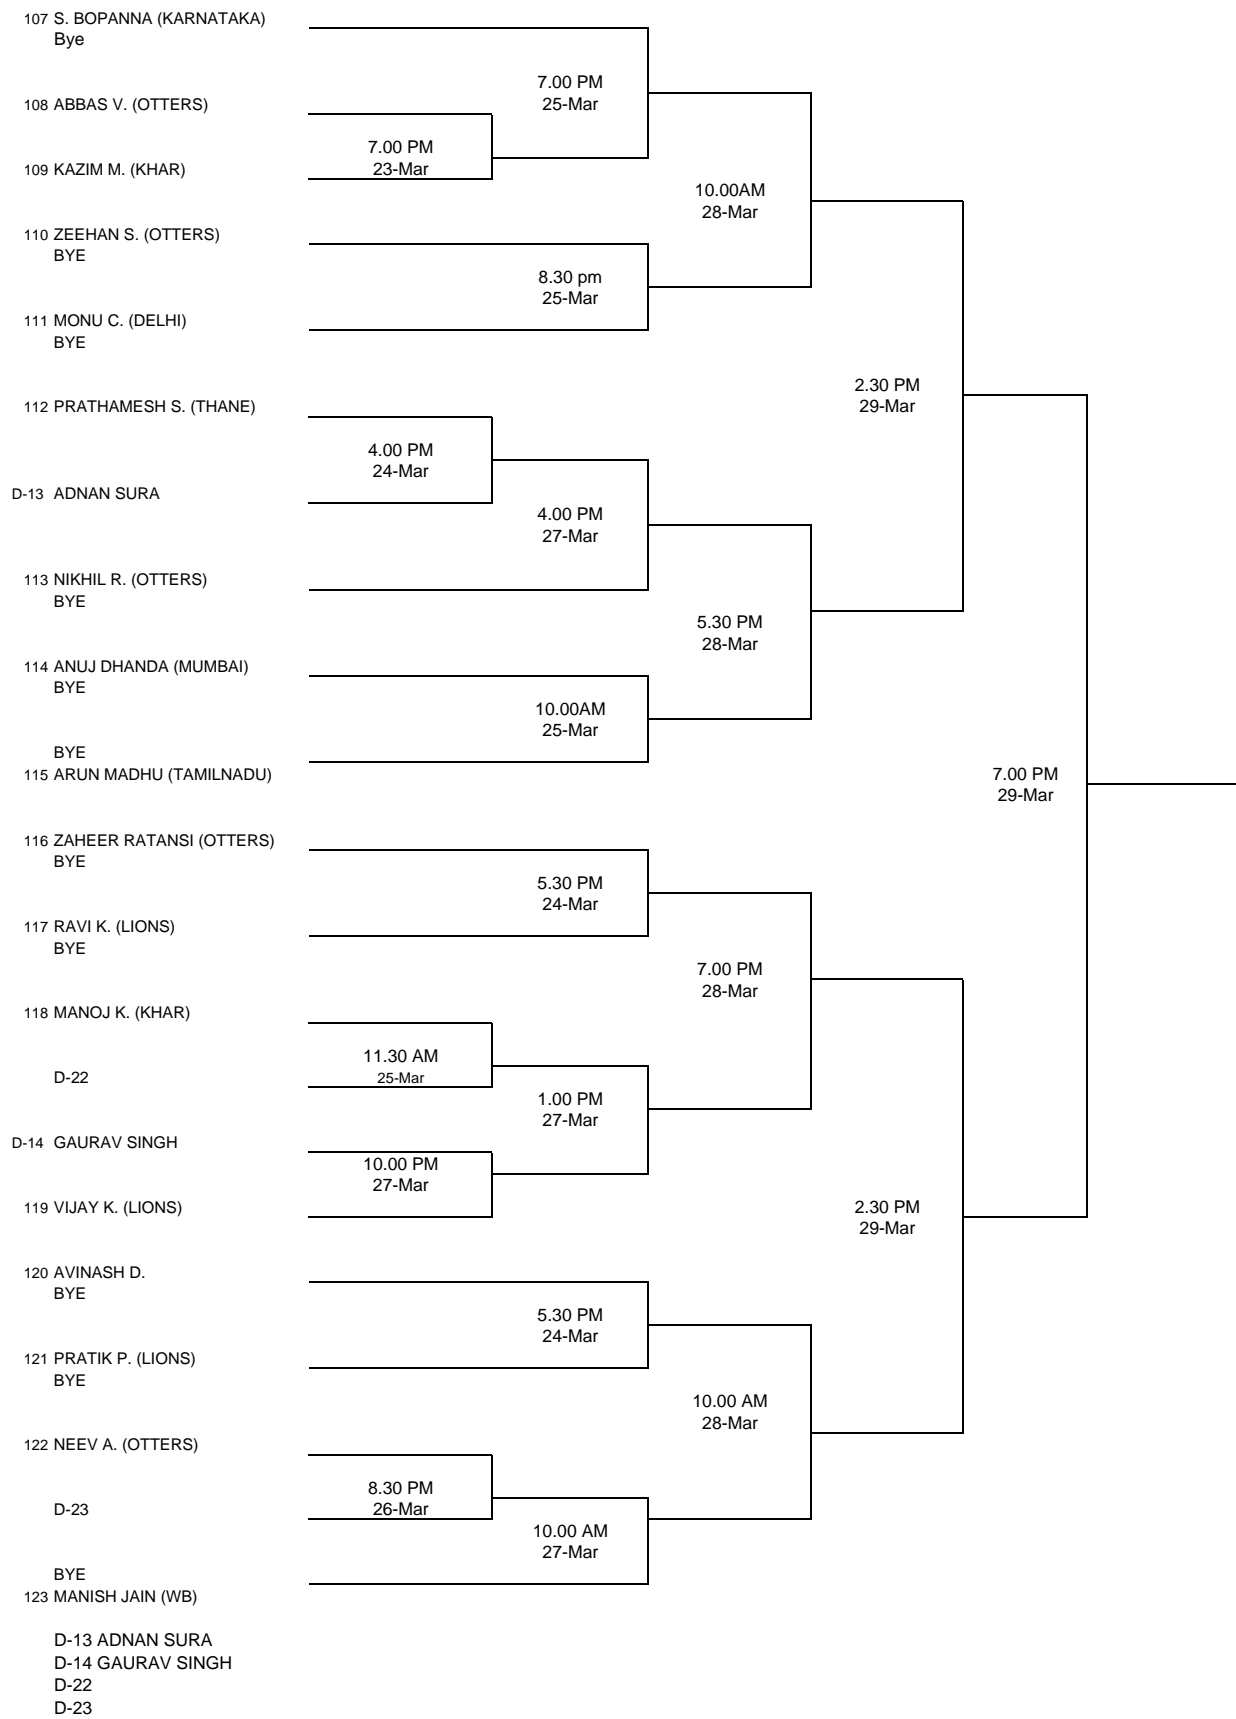 107 S. BOPANNA (KARNATAKA)
Bye
7.00 PM
25-Mar
108 ABBAS V. (OTTERS)
7.00 PM
23-Mar
109 KAZIM M. (KHAR)
10.00AM
28-Mar
110 ZEEHAN S. (OTTERS)
BYE
8.30 pm
25-Mar
111 MONU C. (DELHI)
BYE
2.30 PM
29-Mar
112 PRATHAMESH S. (THANE)
4.00 PM
24-Mar
D-13 ADNAN SURA
4.00 PM
27-Mar
113 NIKHIL R. (OTTERS)
BYE
5.30 PM
28-Mar
114 ANUJ DHANDA (MUMBAI)
BYE
10.00AM
25-Mar
BYE
115 ARUN MADHU (TAMILNADU)
7.00 PM
29-Mar
116 ZAHEER RATANSI (OTTERS)
BYE
5.30 PM
24-Mar
117 RAVI K. (LIONS)
BYE
7.00 PM
28-Mar
118 MANOJ K. (KHAR)
11.30 AM
25-Mar
D-22
1.00 PM
27-Mar
D-14 GAURAV SINGH
10.00 PM
27-Mar
119 VIJAY K. (LIONS)
2.30 PM
29-Mar
120 AVINASH D.
BYE
5.30 PM
24-Mar
121 PRATIK P. (LIONS)
BYE
10.00 AM
28-Mar
122 NEEV A. (OTTERS)
8.30 PM
26-Mar
D-23
10.00 AM
27-Mar
BYE
123 MANISH JAIN (WB)
D-13 ADNAN SURA
D-14 GAURAV SINGH
D-22
D-23